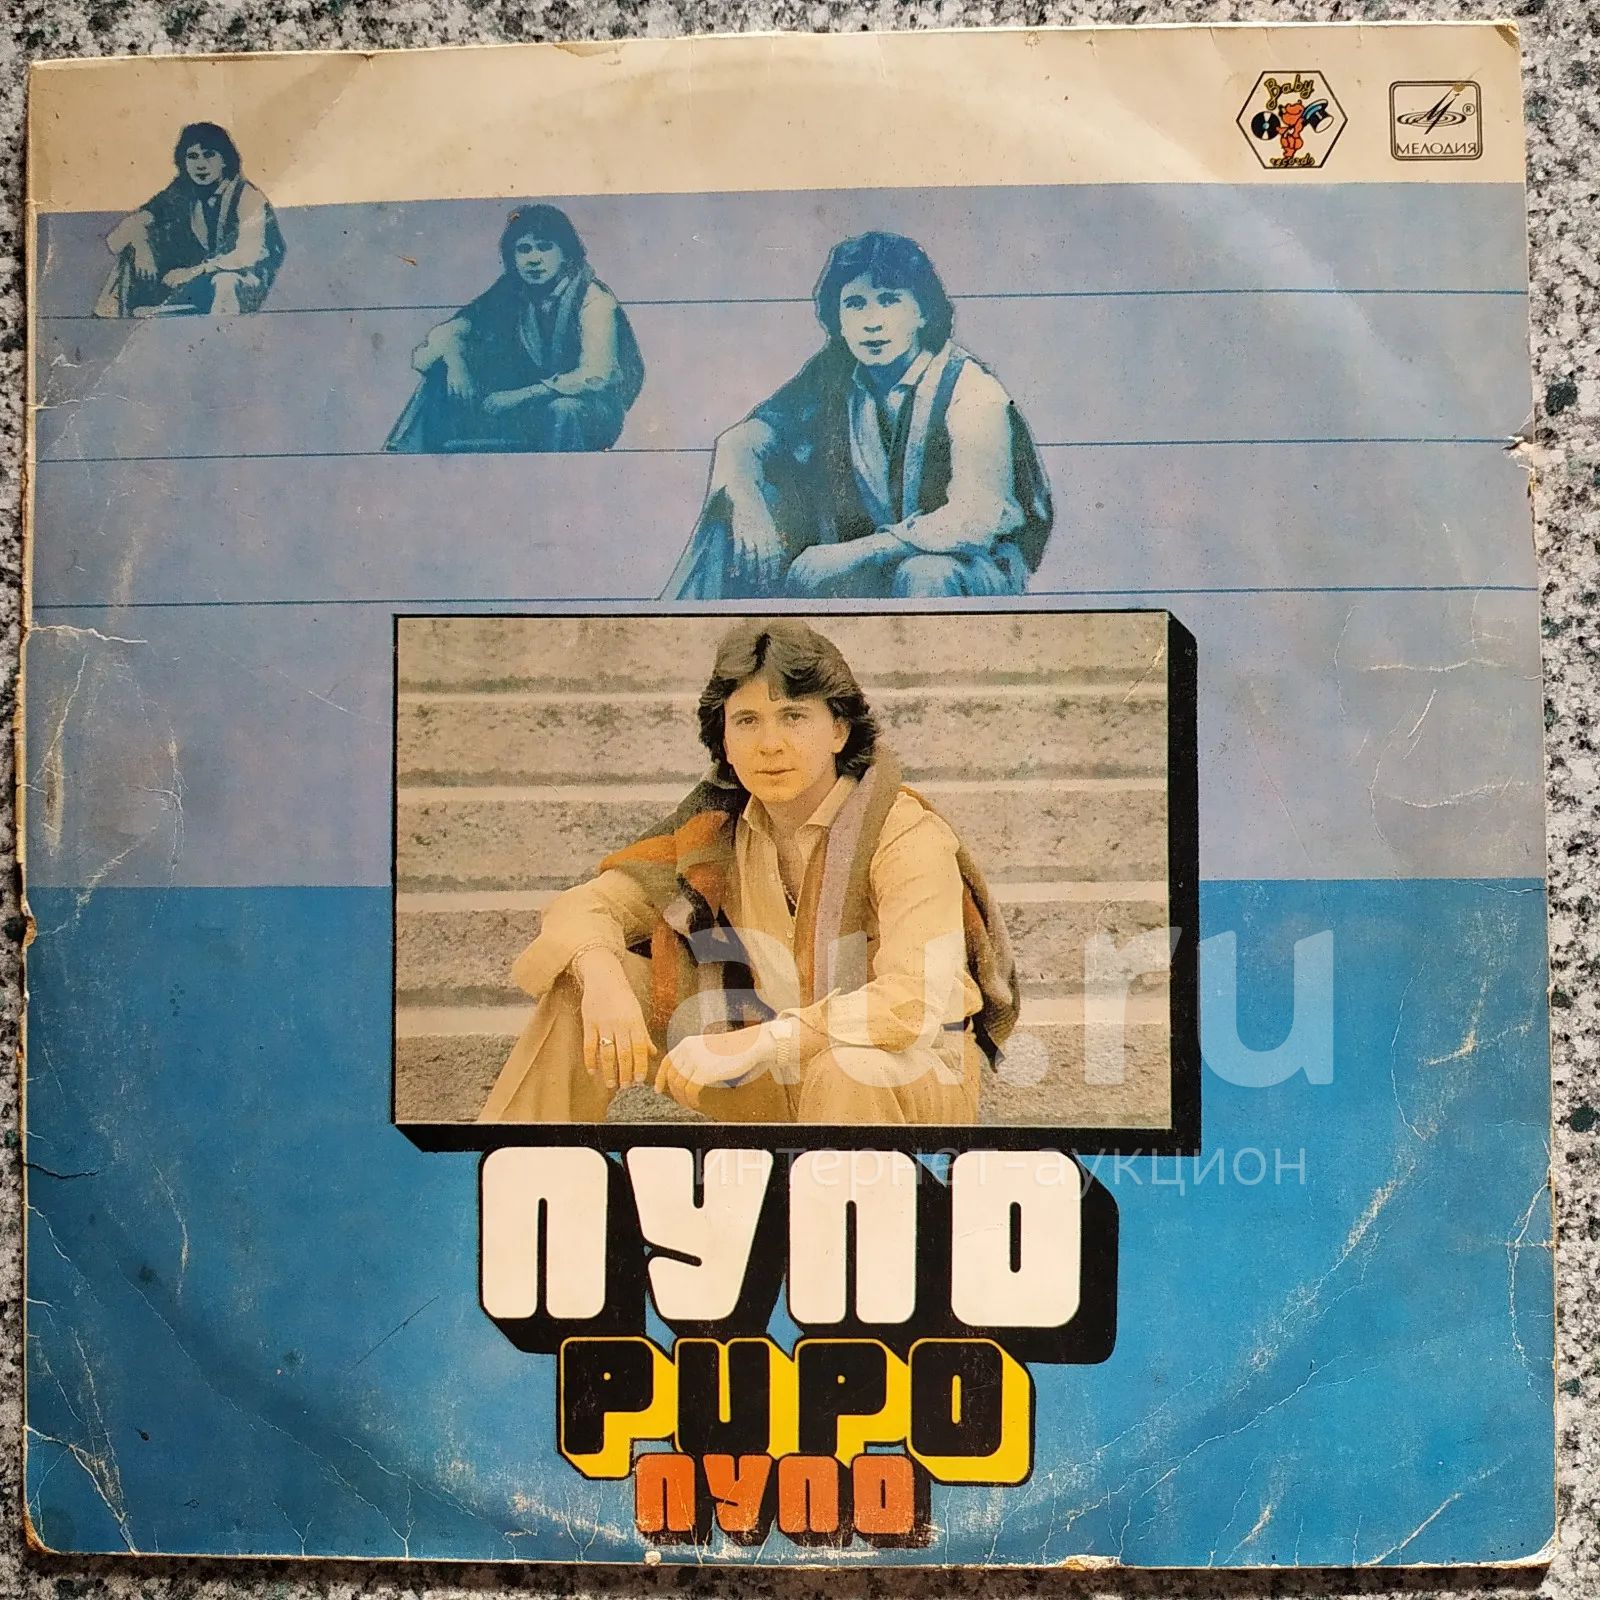 Baby
records
®
МЕЛОДИЯ
au.ru
интернет-аукцион
ПУПО
PUPO
ПУПО